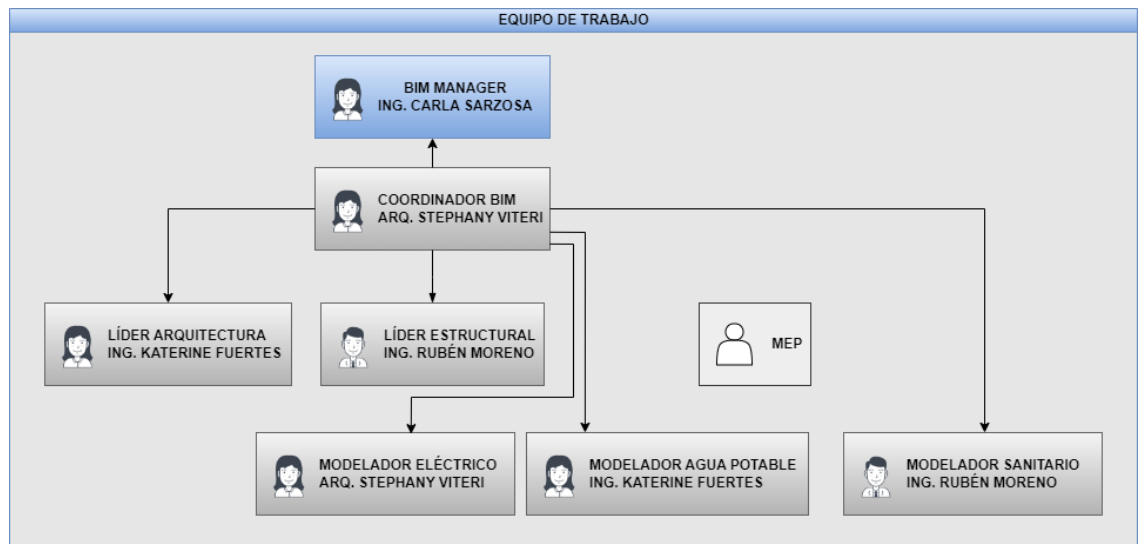 EQUIPO DE TRABAJO
BIM MANAGER
ING. CARLA SARZOSA
COORDINADOR BIM
ARQ. STEPHANY VITERI
LÍDER ARQUITECTURA
ING. KATERINE FUERTES
LÍDER ESTRUCTURAL
ING. RUBÉN MORENO
MEP
MODELADOR ELÉCTRICO
ARQ. STEPHANY VITERI
MODELADOR AGUA POTABLE
ING. KATERINE FUERTES
MODELADOR SANITARIO
ING. RUBÉN MORENO